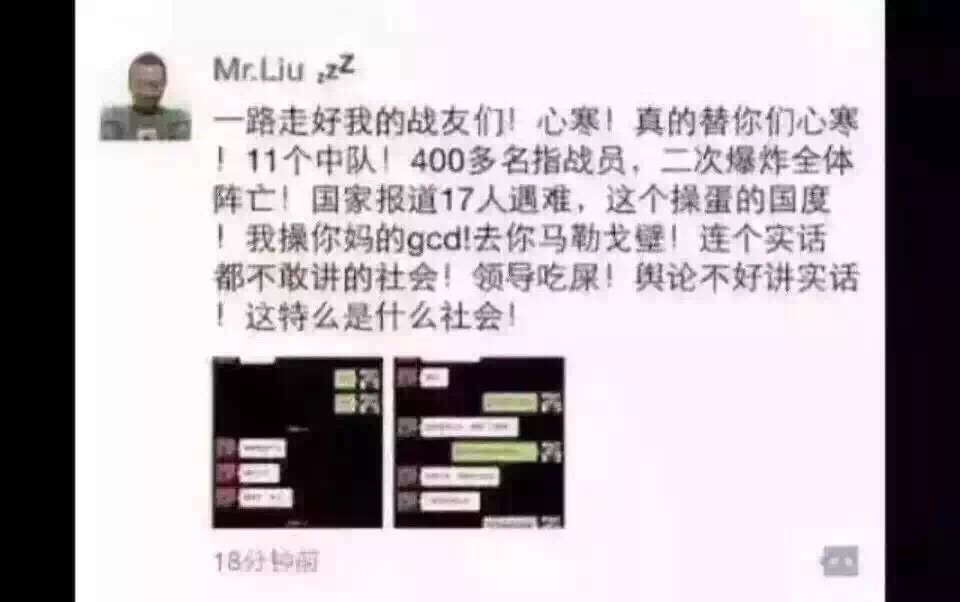 Mr.Liu zzZ
一路走好我的战友们！心寒！真的替你们心寒
！11个中队！400多名指战员，二次爆炸全体
阵亡！国家报道17人遇难，这个操蛋的国度
！我操你妈的gcd!去你马勒戈壁！连个实话
都不敢讲的社会！领导吃屎！舆论不好讲实话
！这特么是什么社会！
18分钟前